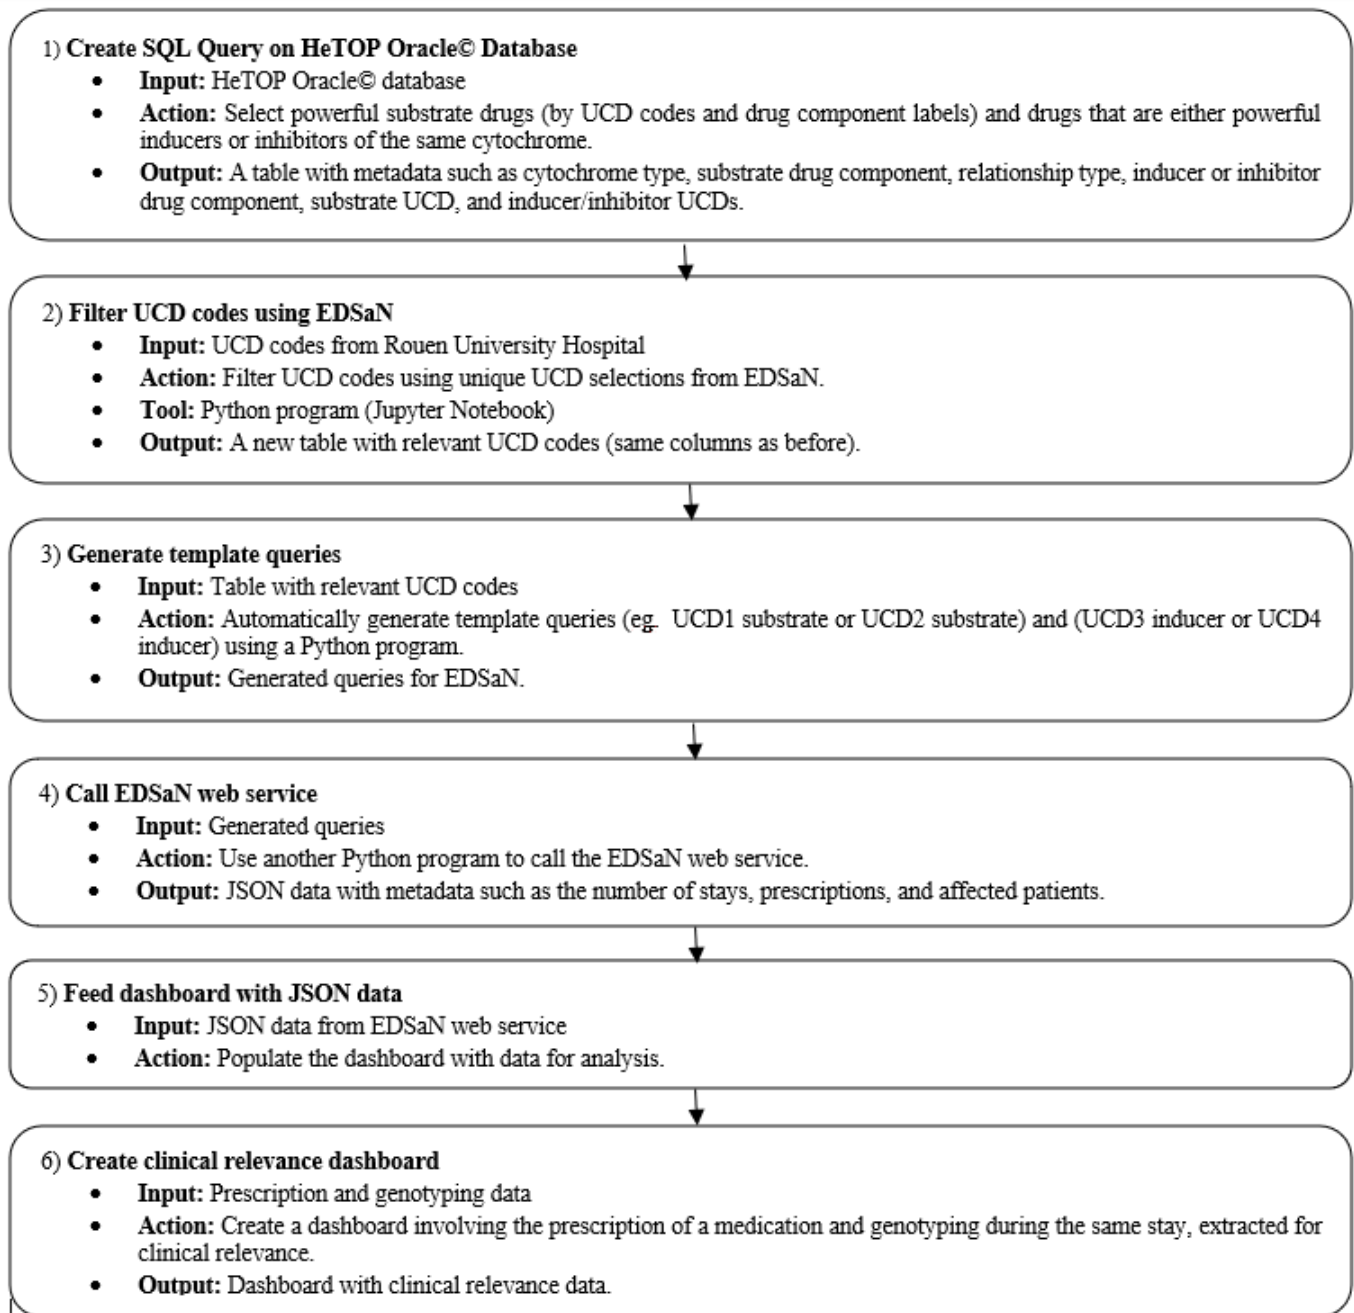 1) Create SQL Query on HeTOP Oracle© Database
• Input: HeTOP Oracle© database
• Action: Select powerful substrate drugs (by UCD codes and drug component labels) and drugs that are either powerful
inducers or inhibitors of the same cytochrome.
• Output: A table with metadata such as cytochrome type, substrate drug component, relationship type, inducer or inhibitor
drug component, substrate UCD, and inducer/inhibitor UCDs.
2) Filter UCD codes using EDSaN
• Input: UCD codes from Rouen University Hospital
• Action: Filter UCD codes using unique UCD selections from EDSaN.
• Tool: Python program (Jupyter Notebook)
• Output: A new table with relevant UCD codes (same columns as before).
3) Generate template queries
• Input: Table with relevant UCD codes
• Action: Automatically generate template queries (eg. UCD1 substrate or UCD2 substrate) and (UCD3 inducer or UCD4
inducer) using a Python program.
• Output: Generated queries for EDSaN.
4) Call EDSaN web service
• Input: Generated queries
• Action: Use another Python program to call the EDSaN web service.
• Output: JSON data with metadata such as the number of stays, prescriptions, and affected patients.
5) Feed dashboard with JSON data
• Input: JSON data from EDSaN web service
• Action: Populate the dashboard with data for analysis.
6) Create clinical relevance dashboard
• Input: Prescription and genotyping data
• Action: Create a dashboard involving the prescription of a medication and genotyping during the same stay, extracted for
clinical relevance.
• Output: Dashboard with clinical relevance data.